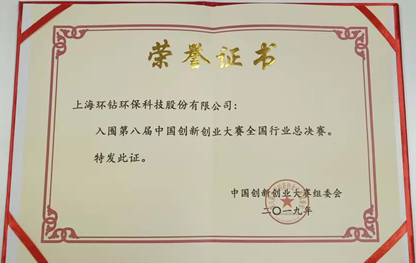 荣誉证书
上海环钻环保科技股份有限公司：
入围第八届中国创新创业大赛全国行业总决赛。
特发此证。
中国创新创业大赛组委会
二〇一九年